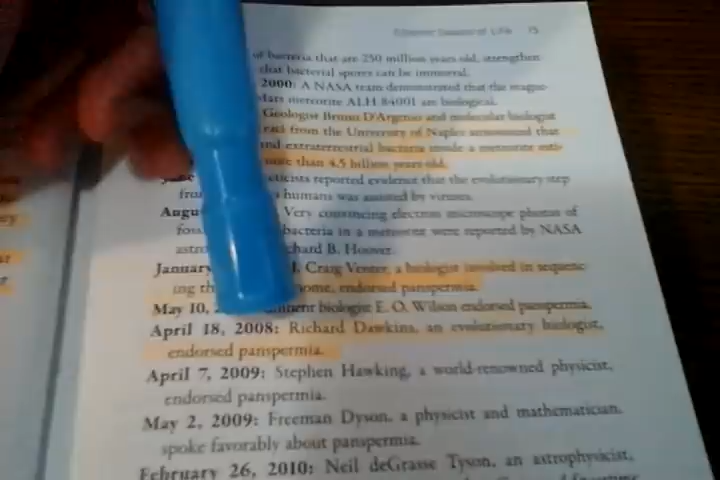 Life 75
of bacteria that are 250 million years old, strengthen
that bacterial spores can be immortal.
2000: A NASA team demonstrated that the magne-
Mars meteorite ALH 84001 are biological.
Geologist Bruno D'Argenio and molecular biologist
from the University of Naples announced that
extraterrestrial bacteria inside a meteorite esti-
more than 4.5 billion years old.
reported evidence that the evolutionary step
humans was assisted by viruses.
Very convincing electron microscope photos of
bacteria in a meteorite were reported by NASA
Richard B. Hoover.
January Craig Venter, a biologist involved in sequenc-
ing endorsed panspermia.
May 10, biologist E. O. Wilson endorsed panspermia.
April 18, 2008: Richard Dawkins, an evolutionary biologist,
endorsed panspermia.
April 7, 2009: Stephen Hawking, a world-renowned physicist,
endorsed panspermia.
May 2, 2009: Freeman Dyson, a physicist and mathematician,
spoke favorably about panspermia.
February 26, 2010: Neil deGrasse Tyson, an astrophysicist,